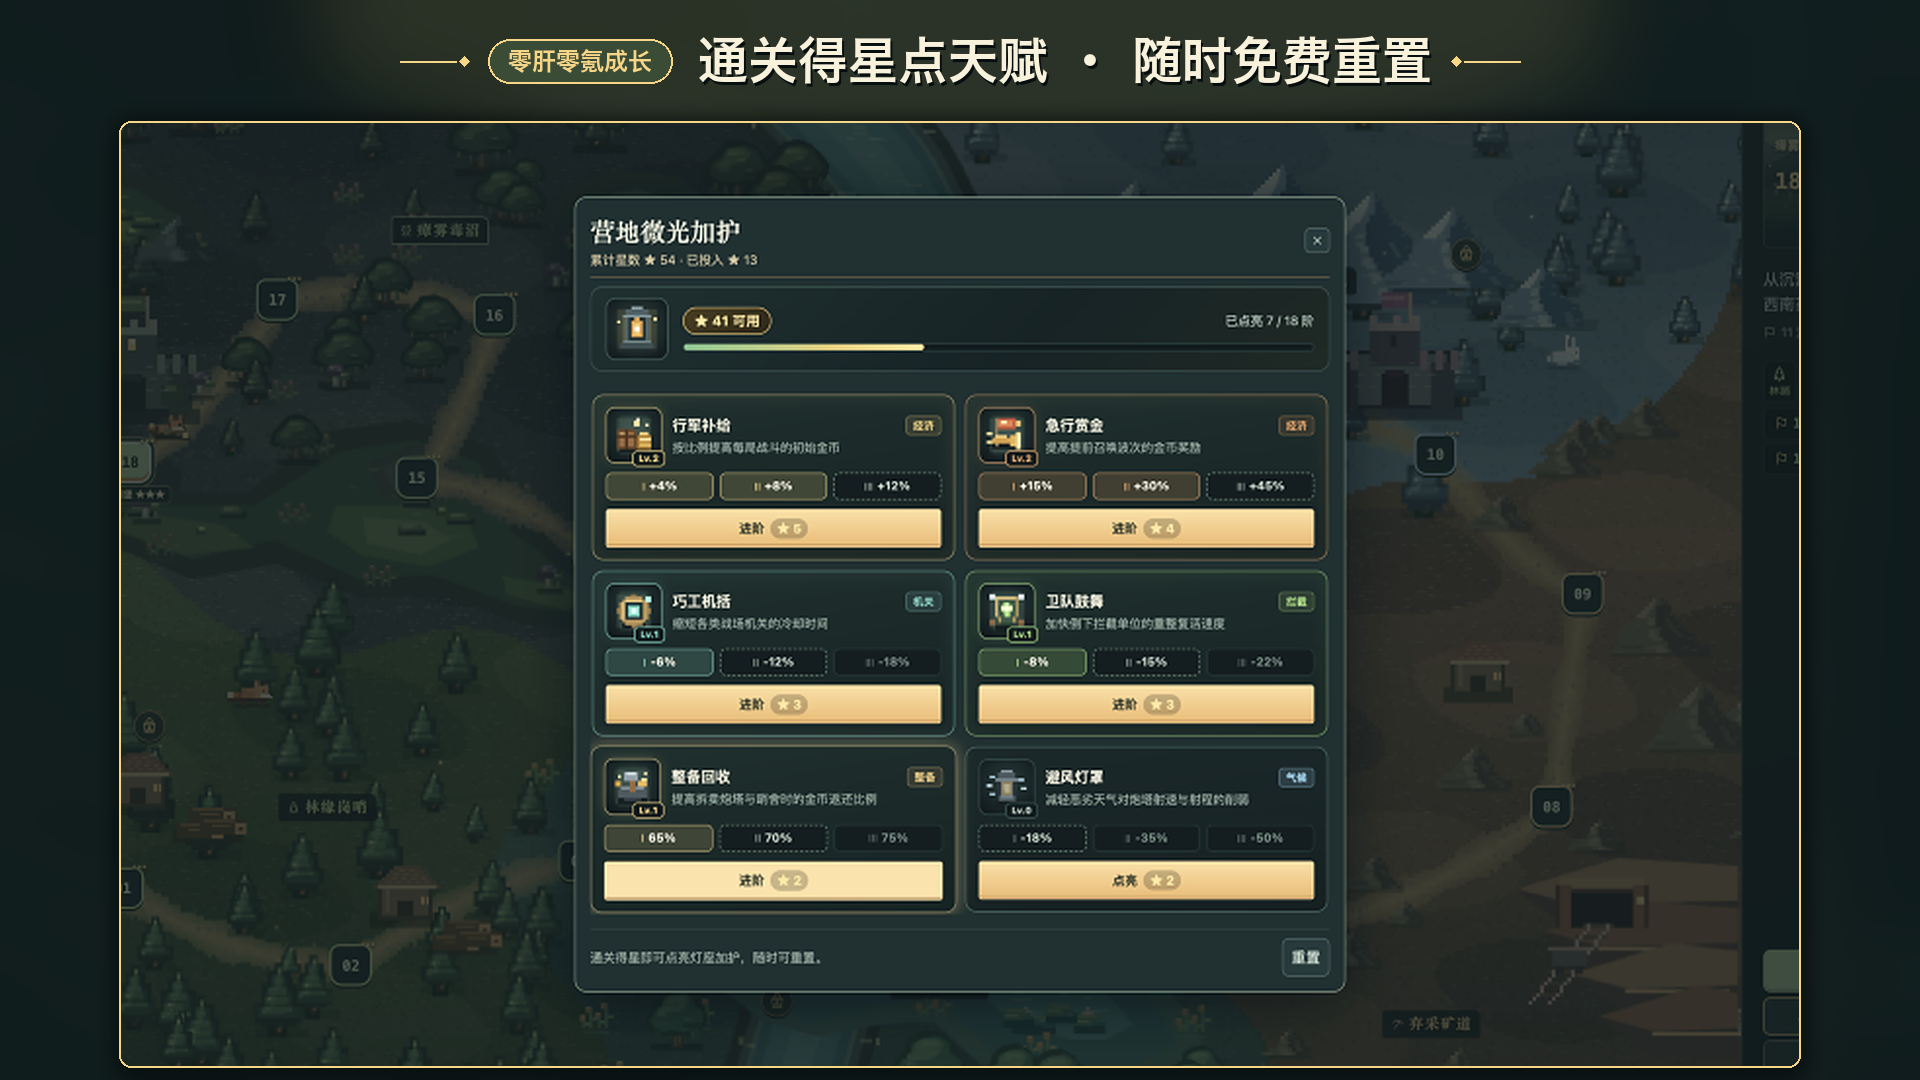 零肝零氪成长 通关得星点天赋 · 随时免费重置
瘴雾毒沼
17
16
15
18
★★★
10
09
08
02
林缘岗哨
弃采矿道
18
从沉
西南
营地微光加护
×
累计星数 ★ 54 · 已投入 ★ 13
★ 41 可用
已点亮 7 / 18 阶
行军补给
经济
按比例提高每局战斗的初始金币
Lv.2
I +4%
II +8%
III +12%
进阶 ★ 5
急行赏金
经济
提高提前召唤波次的金币奖励
Lv.2
I +15%
II +30%
III +45%
进阶 ★ 4
巧工机括
机关
缩短各类战场机关的冷却时间
Lv.1
I -6%
II -12%
III -18%
进阶 ★ 3
卫队鼓舞
拦截
加快倒下拦截单位的重整复活速度
Lv.1
I -8%
II -15%
III -22%
进阶 ★ 3
整备回收
整备
提高拆卖炮塔与哨舍时的金币返还比例
Lv.1
I 65%
II 70%
III 75%
进阶 ★ 2
避风灯罩
气候
减轻恶劣天气对炮塔射速与射程的削弱
Lv.0
I -18%
II -35%
III -50%
点亮 ★ 2
通关得星即可点亮灯座加护，随时可重置。
重置